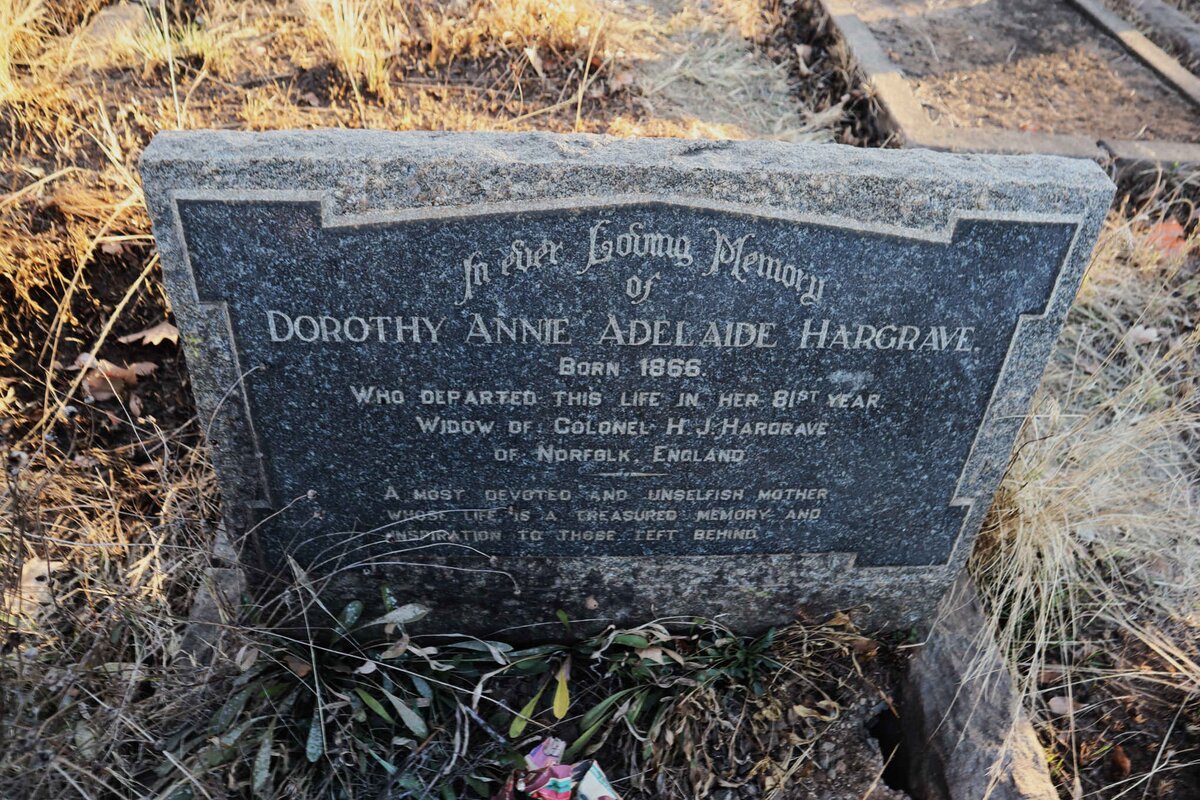 In ever Loving Memory
of
DOROTHY ANNIE ADELAIDE HARGRAVE.
BORN 1866.
WHO DEPARTED THIS LIFE IN HER 81ST YEAR
WIDOW OF COLONEL H.J. HARGRAVE
OF NORFOLK, ENGLAND
A MOST DEVOTED AND UNSELFISH MOTHER
WHOSE LIFE IS A TREASURED MEMORY AND
INSPIRATION TO THOSE LEFT BEHIND.